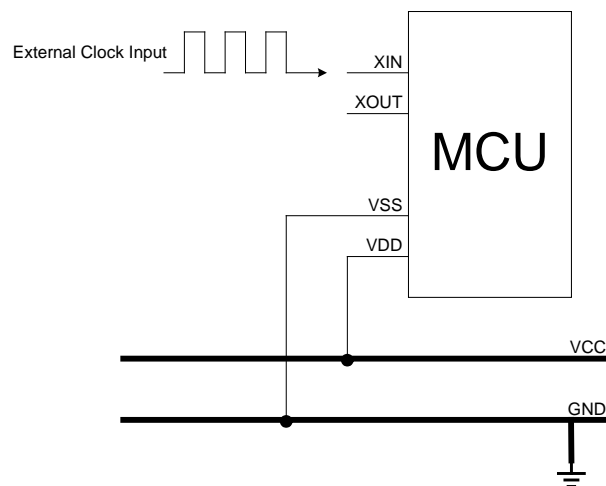 External Clock Input
XIN
XOUT
MCU
VSS
VDD
VCC
GND